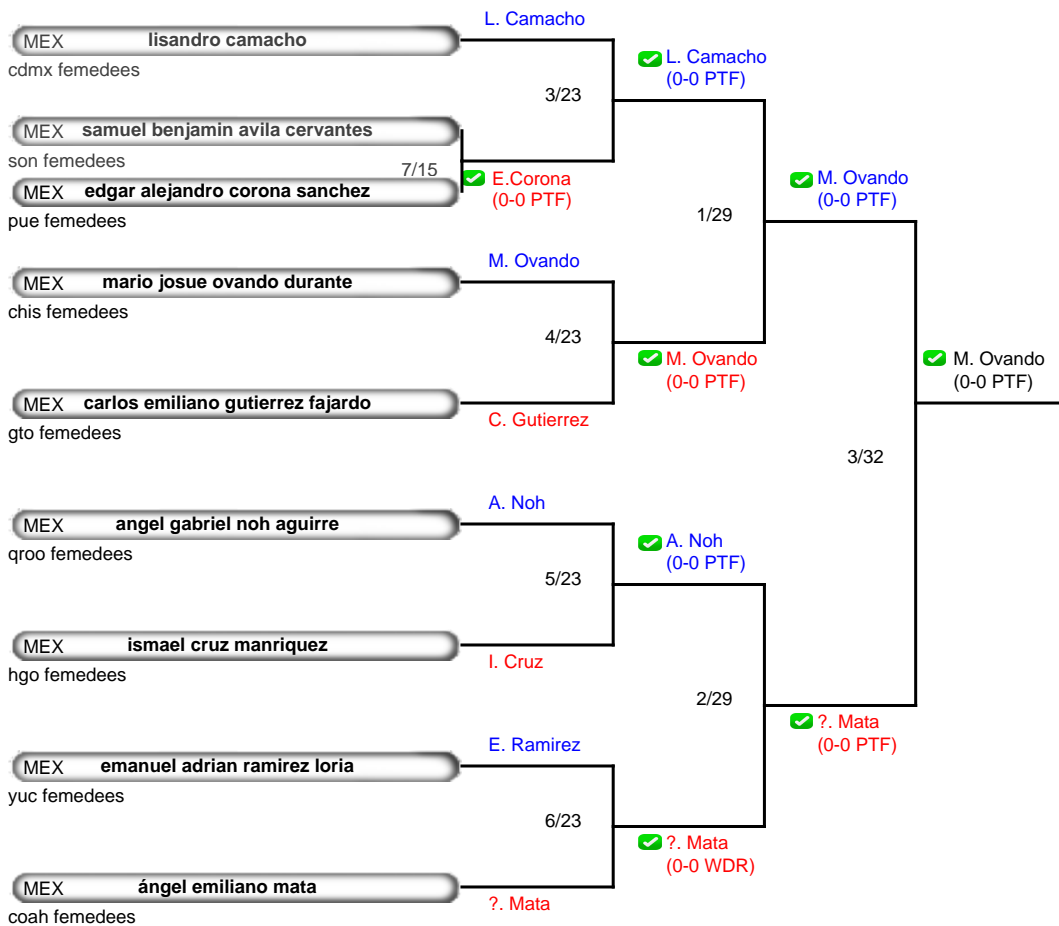 L. Camacho
MEX lisandro camacho
cdmx femedees
L. Camacho
(0-0 PTF)
3/23
MEX samuel benjamin avila cervantes
son femedees
7/15
E.Corona
(0-0 PTF)
MEX edgar alejandro corona sanchez
pue femedees
M. Ovando
(0-0 PTF)
1/29
M. Ovando
MEX mario josue ovando durante
chis femedees
4/23
M. Ovando
(0-0 PTF)
M. Ovando
(0-0 PTF)
MEX carlos emiliano gutierrez fajardo
gto femedees
C. Gutierrez
3/32
A. Noh
MEX angel gabriel noh aguirre
qroo femedees
A. Noh
(0-0 PTF)
5/23
MEX ismael cruz manriquez
hgo femedees
I. Cruz
2/29
?. Mata
(0-0 PTF)
E. Ramirez
MEX emanuel adrian ramirez loria
yuc femedees
6/23
?. Mata
(0-0 WDR)
MEX ángel emiliano mata
coah femedees
?. Mata